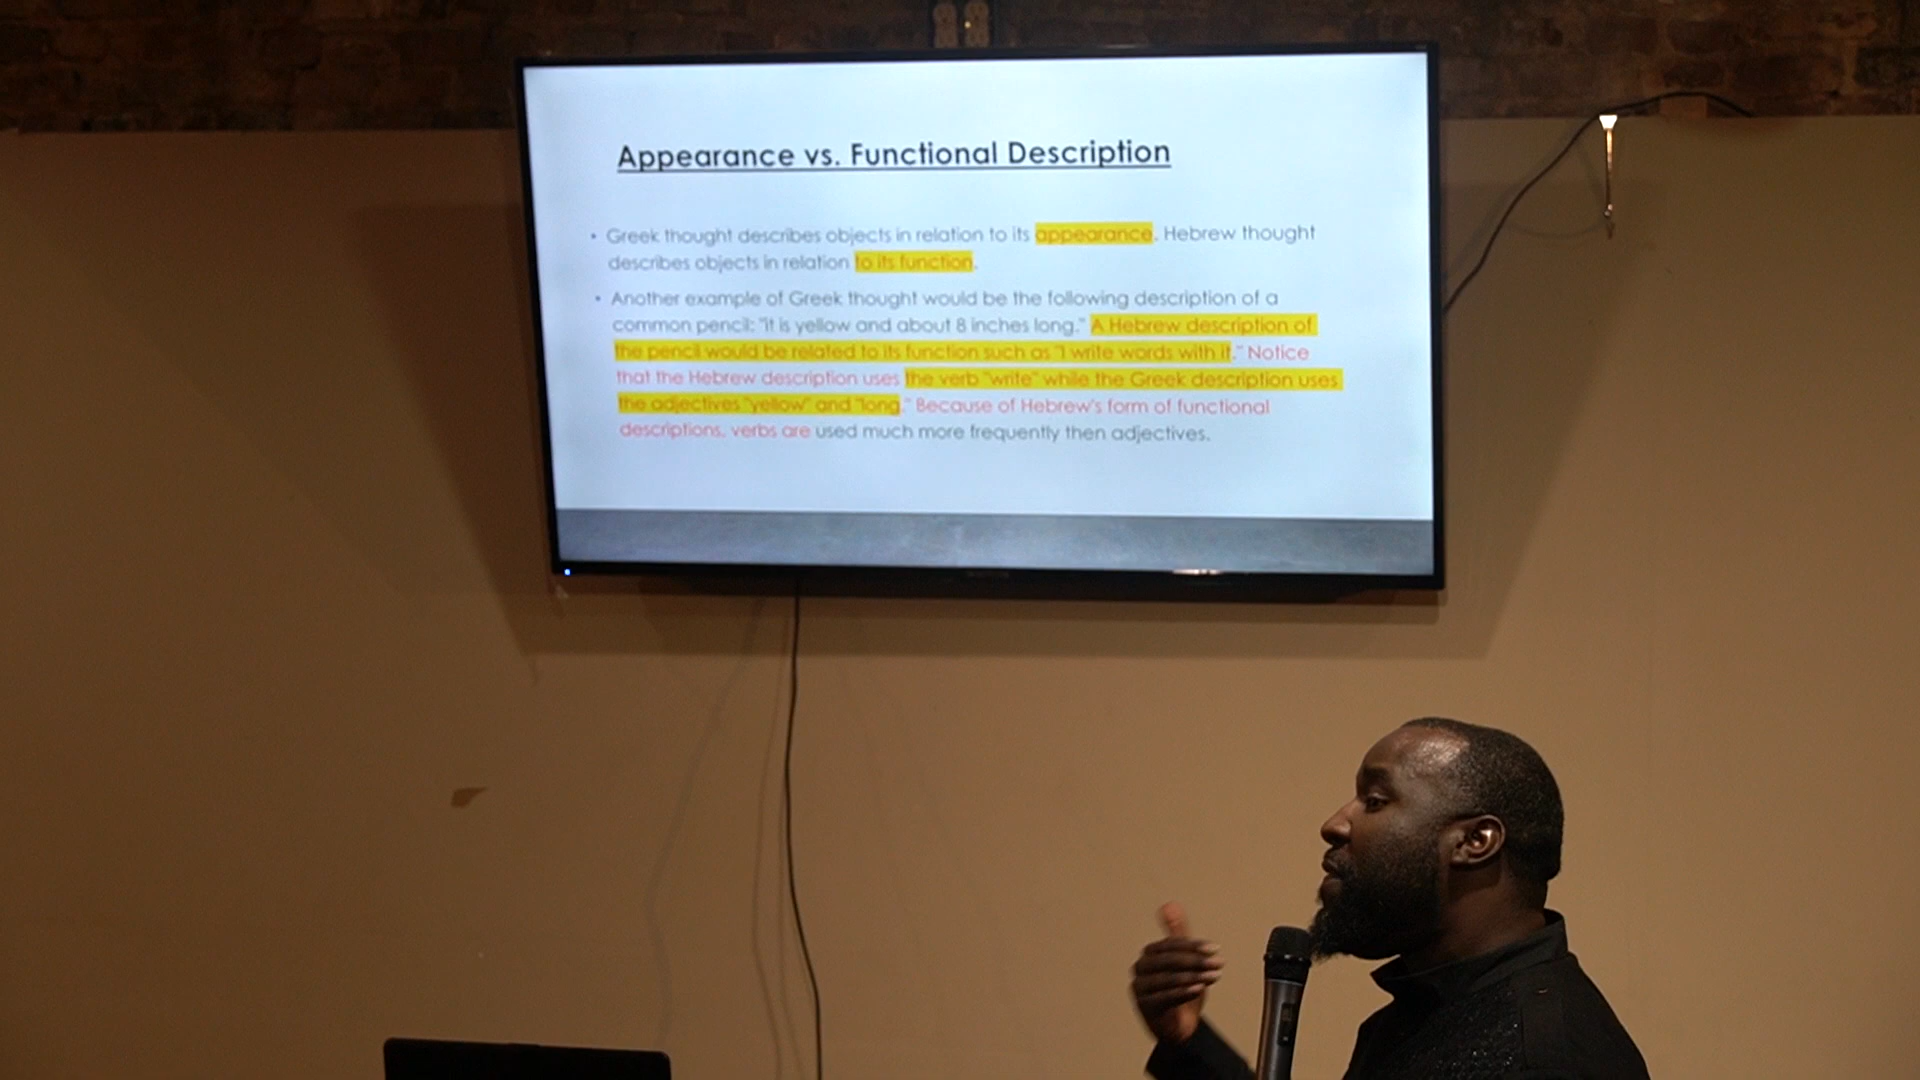 Appearance vs. Functional Description
• Greek thought describes objects in relation to its appearance. Hebrew thought
describes objects in relation to its function.
• Another example of Greek thought would be the following description of a
common pencil: "it is yellow and about 8 inches long." A Hebrew description of
the pencil would be related to its function such as "I write words with it." Notice
that the Hebrew description uses the verb "write" while the Greek description uses
the adjectives "yellow" and "long." Because of Hebrew's form of functional
descriptions, verbs are used much more frequently then adjectives.